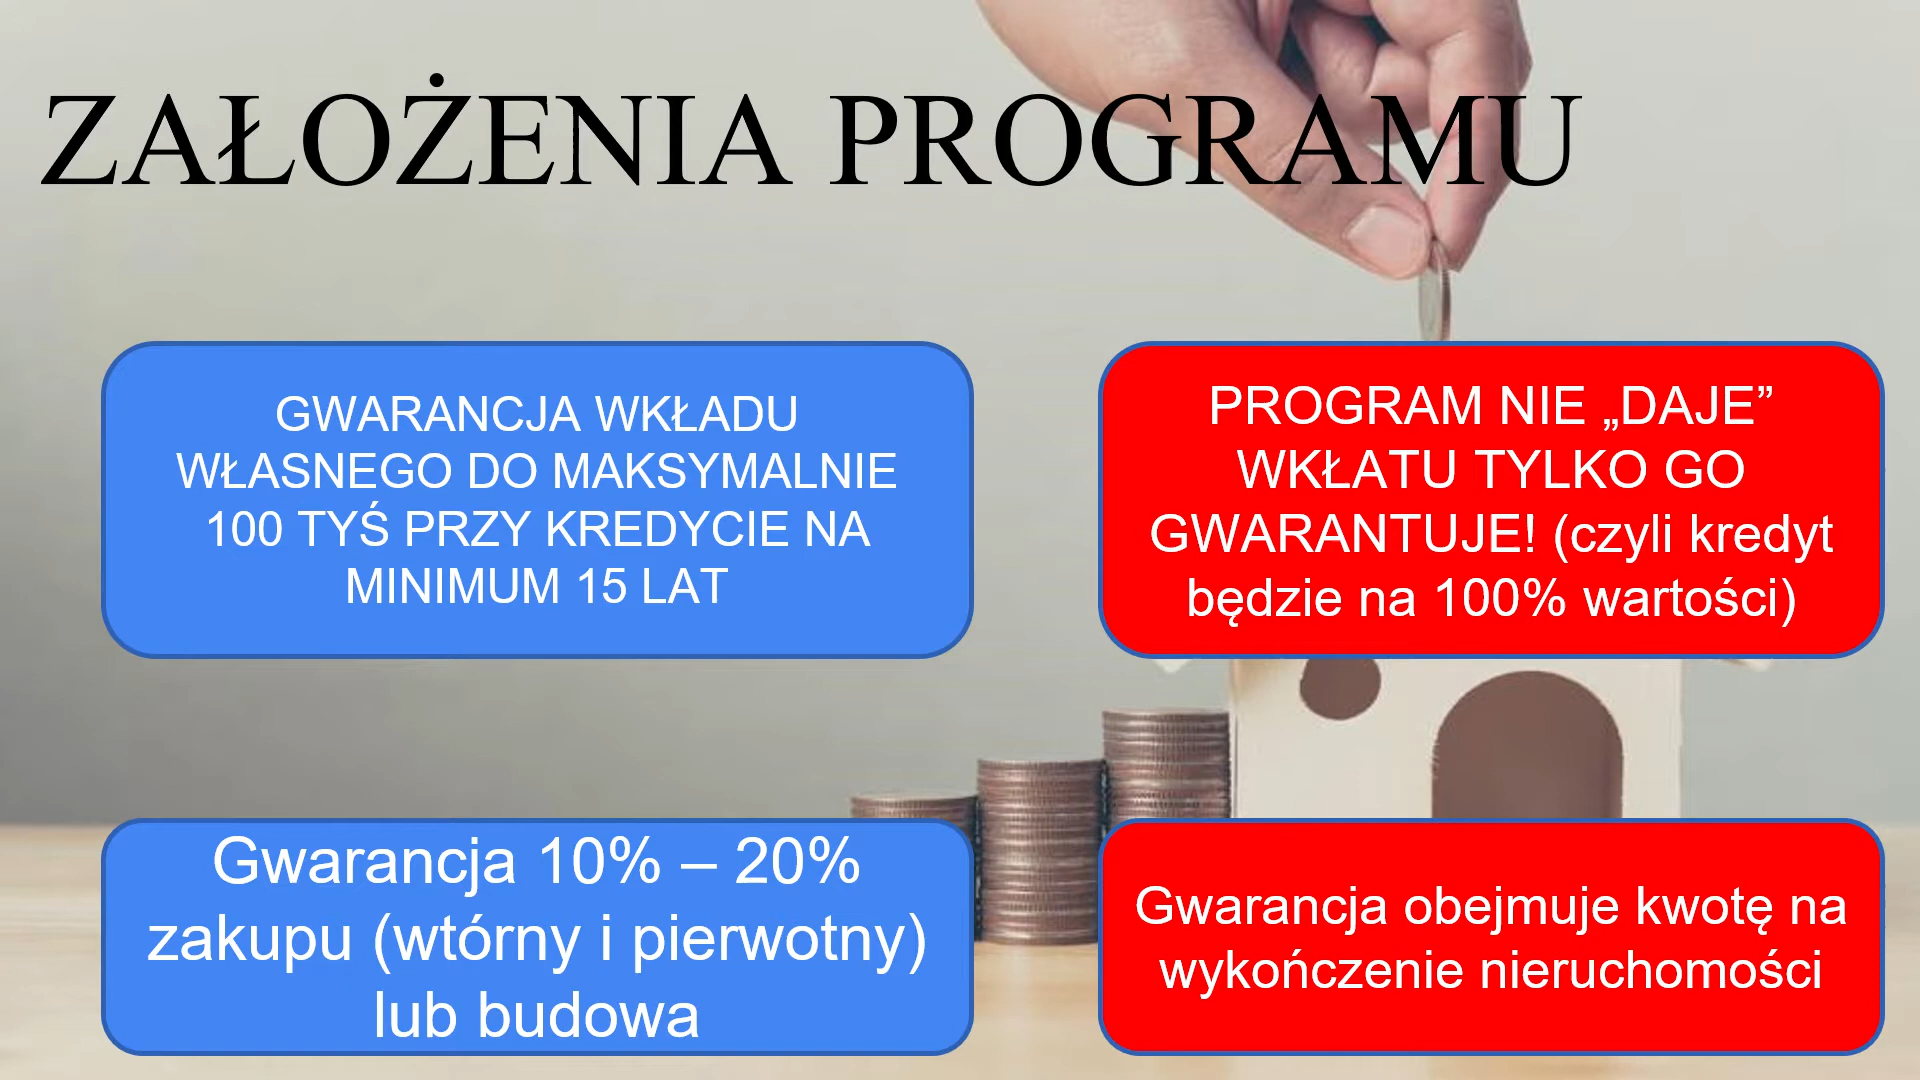 ZAŁOŻENIA PROGRAMU
GWARANCJA WKŁADU
WŁASNEGO DO MAKSYMALNIE
100 TYŚ PRZY KREDYCIE NA
MINIMUM 15 LAT
PROGRAM NIE „DAJE”
WKŁATU TYLKO GO
GWARANTUJE! (czyli kredyt
będzie na 100% wartości)
Gwarancja 10% – 20%
zakupu (wtórny i pierwotny)
lub budowa
Gwarancja obejmuje kwotę na
wykończenie nieruchomości